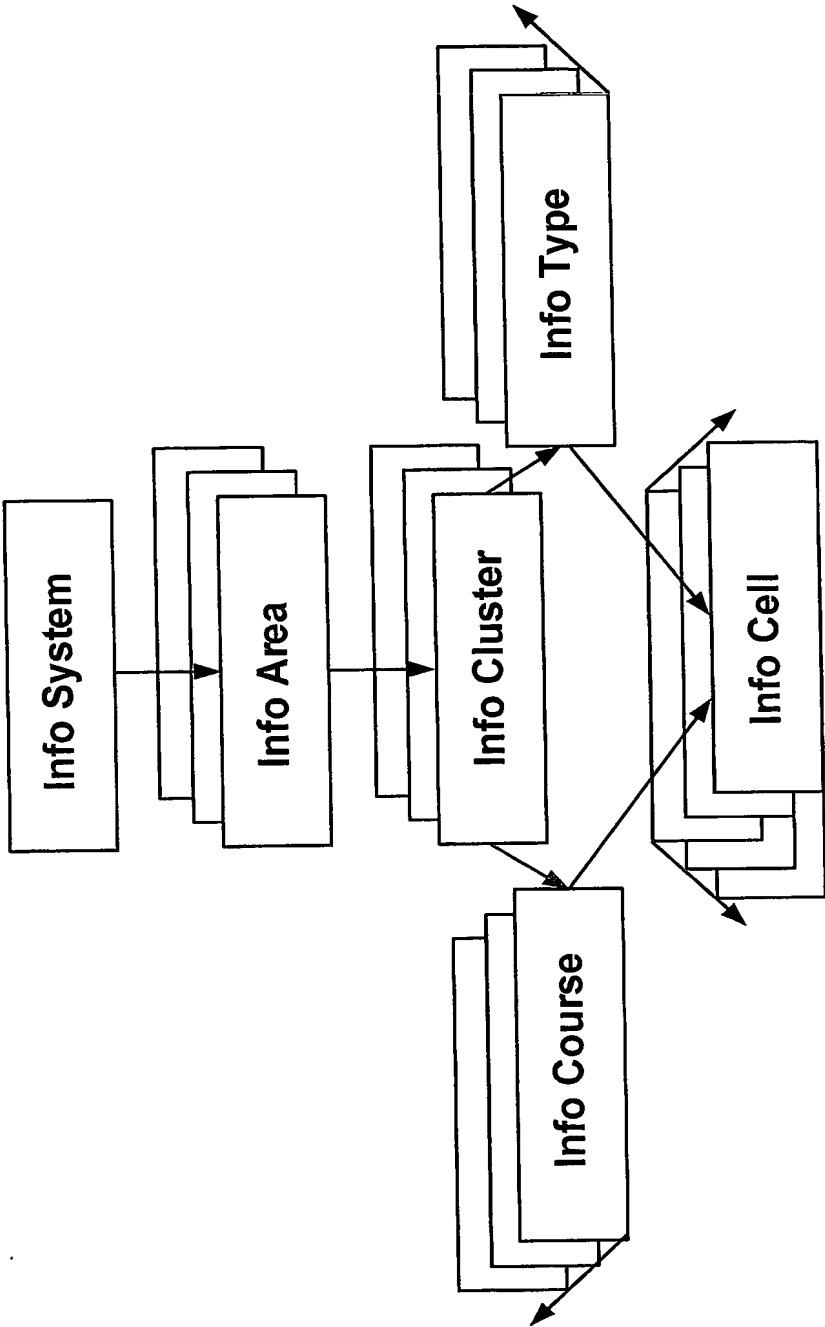 Info System
Info Area
Info Cluster
Info Course
Info Type
Info Cell